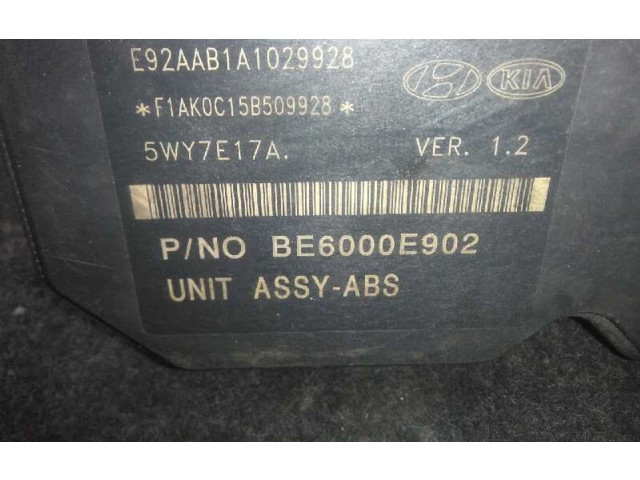 E92AAB1A1029928
*F1AK0C15B509928*
KIA
5WY7E17A. VER. 1.2
P/NO BE6000E902
UNIT ASSY-ABS